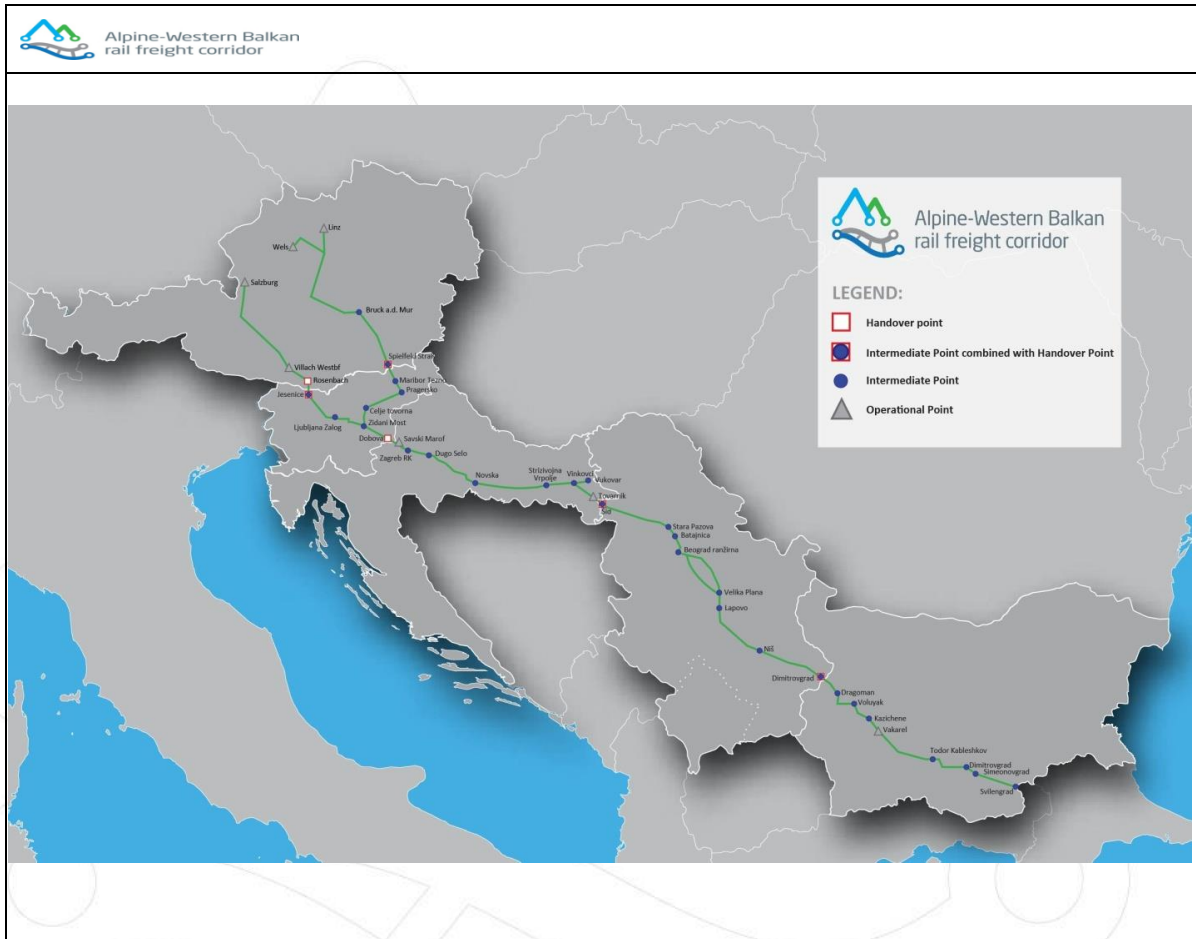 Alpine-Western Balkan
rail freight corridor
Alpine-Western Balkan
rail freight corridor
LEGEND:
Handover point
Intermediate Point combined with Handover Point
Intermediate Point
Operational Point
Linz
Wels
Salzburg
Bruck a.d. Mur
Spielfeld Straß
Villach Westbf
Rosenbach
Maribor Tezno
Jesenice
Pragersko
Celje tovorna
Ljubljana Zalog
Zidani Most
Dobova
Savski Marof
Zagreb RK
Dugo Selo
Novska
Strizivojna
Vrpolje
Vinkovci
Vukovar
Tovarnik
Šid
Stara Pazova
Batajnica
Beograd ranžirna
Velika Plana
Lapovo
Niš
Dimitrovgrad
Dragoman
Voluyak
Kazichene
Vakarel
Todor Kableshkov
Dimitrovgrad
Simeonovgrad
Svilengrad